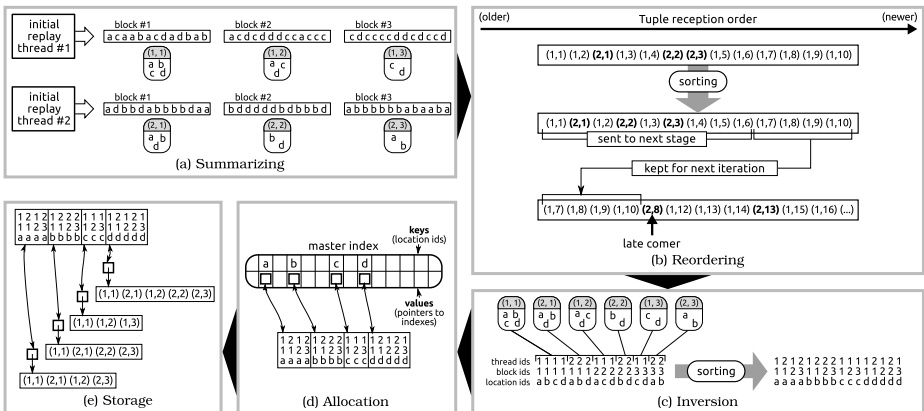 initial
replay
thread #1
block #1
a c a a b a c d a d b a b
(1, 1)
a b
c d
block #2
a c d c d d d c c a c c c
(1, 2)
a c
d
block #3
c d c c c c d d c d c c d
(1, 3)
c
d
initial
replay
thread #2
block #1
a d b b d a b b b b d a a
(2, 1)
a
d b
block #2
b d d d d b d b b b d
(2, 2)
b
d
block #3
a b b b b b b a b a a b a
(2, 3)
a
b
(a) Summarizing
(older) Tuple reception order (newer)
(1,1) (1,2) (2,1) (1,3) (1,4) (2,2) (2,3) (1,5) (1,6) (1,7) (1,8) (1,9) (1,10)
sorting
(1,1) (2,1) (1,2) (2,2) (1,3) (2,3) (1,4) (1,5) (1,6) (1,7) (1,8) (1,9) (1,10)
sent to next stage
kept for next iteration
(1,7) (1,8) (1,9) (1,10) (2,8) (1,12) (1,13) (1,14) (2,13) (1,15) (1,16) (...)
late comer
(b) Reordering
(1, 1) (2, 1) (1, 2) (2, 2) (1, 3) (2, 3)
a b a a c b c a
c d d b d d d b
thread ids 1 1 1 1 2 2 2 1 1 1 2 2 1 1 2 2
block ids 1 1 1 1 1 1 1 2 2 2 2 2 3 3 3 3
location ids a b c d a b d a c d b d c d a b
sorting
1 2 1 2 1 2 2 2 1 1 1 1 2 1 2 1
1 1 2 3 1 1 2 3 1 2 3 1 1 2 2 3
a a a a b b b b c c c d d d d d
(c) Inversion
master index
keys
(location ids)
a b c d
values
(pointers to
indexes)
1 2 1 2 1 2 2 2 1 1 1 1 2 1 2 1
1 1 2 3 1 1 2 3 1 2 3 1 1 2 2 3
a a a a b b b b c c c d d d d d
(d) Allocation
1 2 1 2 1 2 2 2 1 1 1 1 2 1 2 1
1 1 2 3 1 1 2 3 1 2 3 1 1 2 2 3
a a a a b b b b c c c d d d d d
(1,1) (2,1) (1,2) (2,2) (2,3)
(1,1) (1,2) (1,3)
(1,1) (2,1) (2,2) (2,3)
(1,1) (2,1) (1,2) (2,3)
(e) Storage